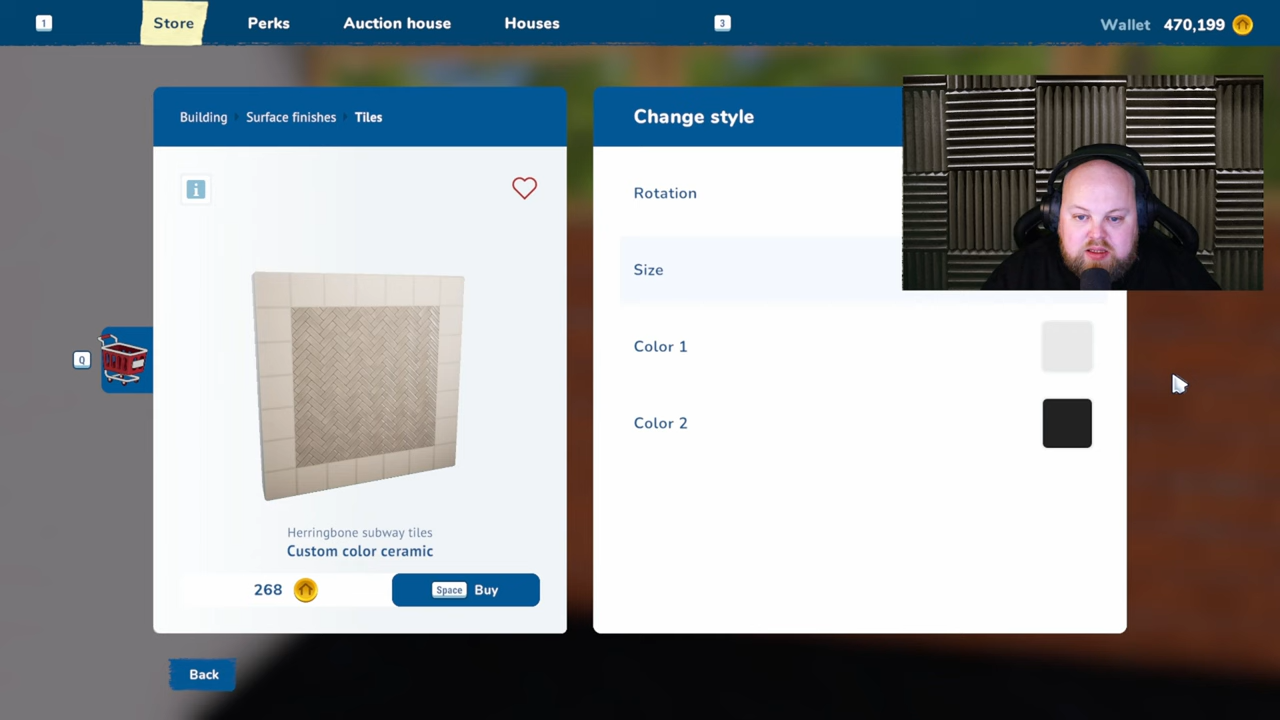 1
Store
Perks
Auction house
Houses
3
Wallet 470,199
Building Surface finishes Tiles
i
Herringbone subway tiles
Custom color ceramic
268
Space Buy
Back
Q
Change style
Rotation
Size
Color 1
Color 2